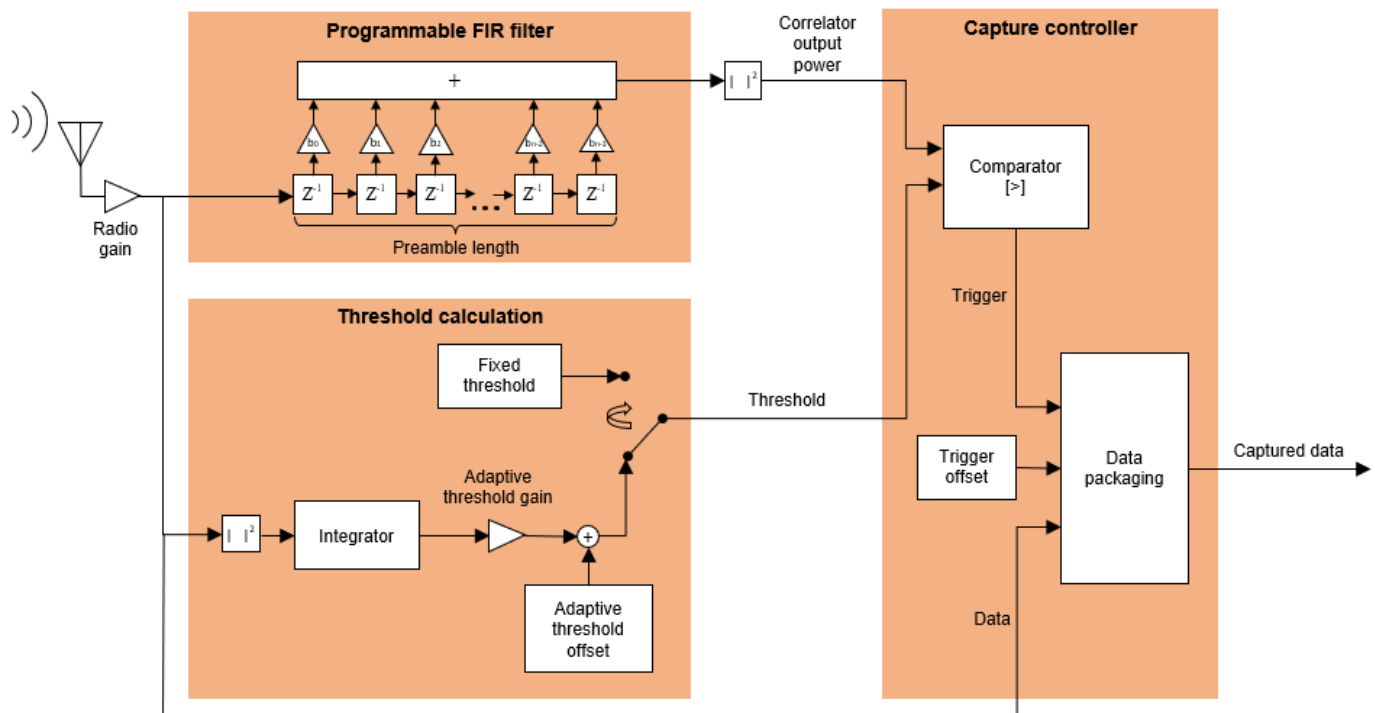 Programmable FIR filter
+
b₀ b₁ b₂ bₙ₋₂ bₙ₋₁
Z⁻¹ Z⁻¹ Z⁻¹ ... Z⁻¹ Z⁻¹
Preamble length
Radio
gain
| |²
Correlator
output
power
Capture controller
Comparator
[>]
Trigger
Threshold calculation
Fixed
threshold
Threshold
Adaptive
threshold gain
| |²
Integrator
+
Adaptive
threshold
offset
Trigger
offset
Data
packaging
Captured data
Data